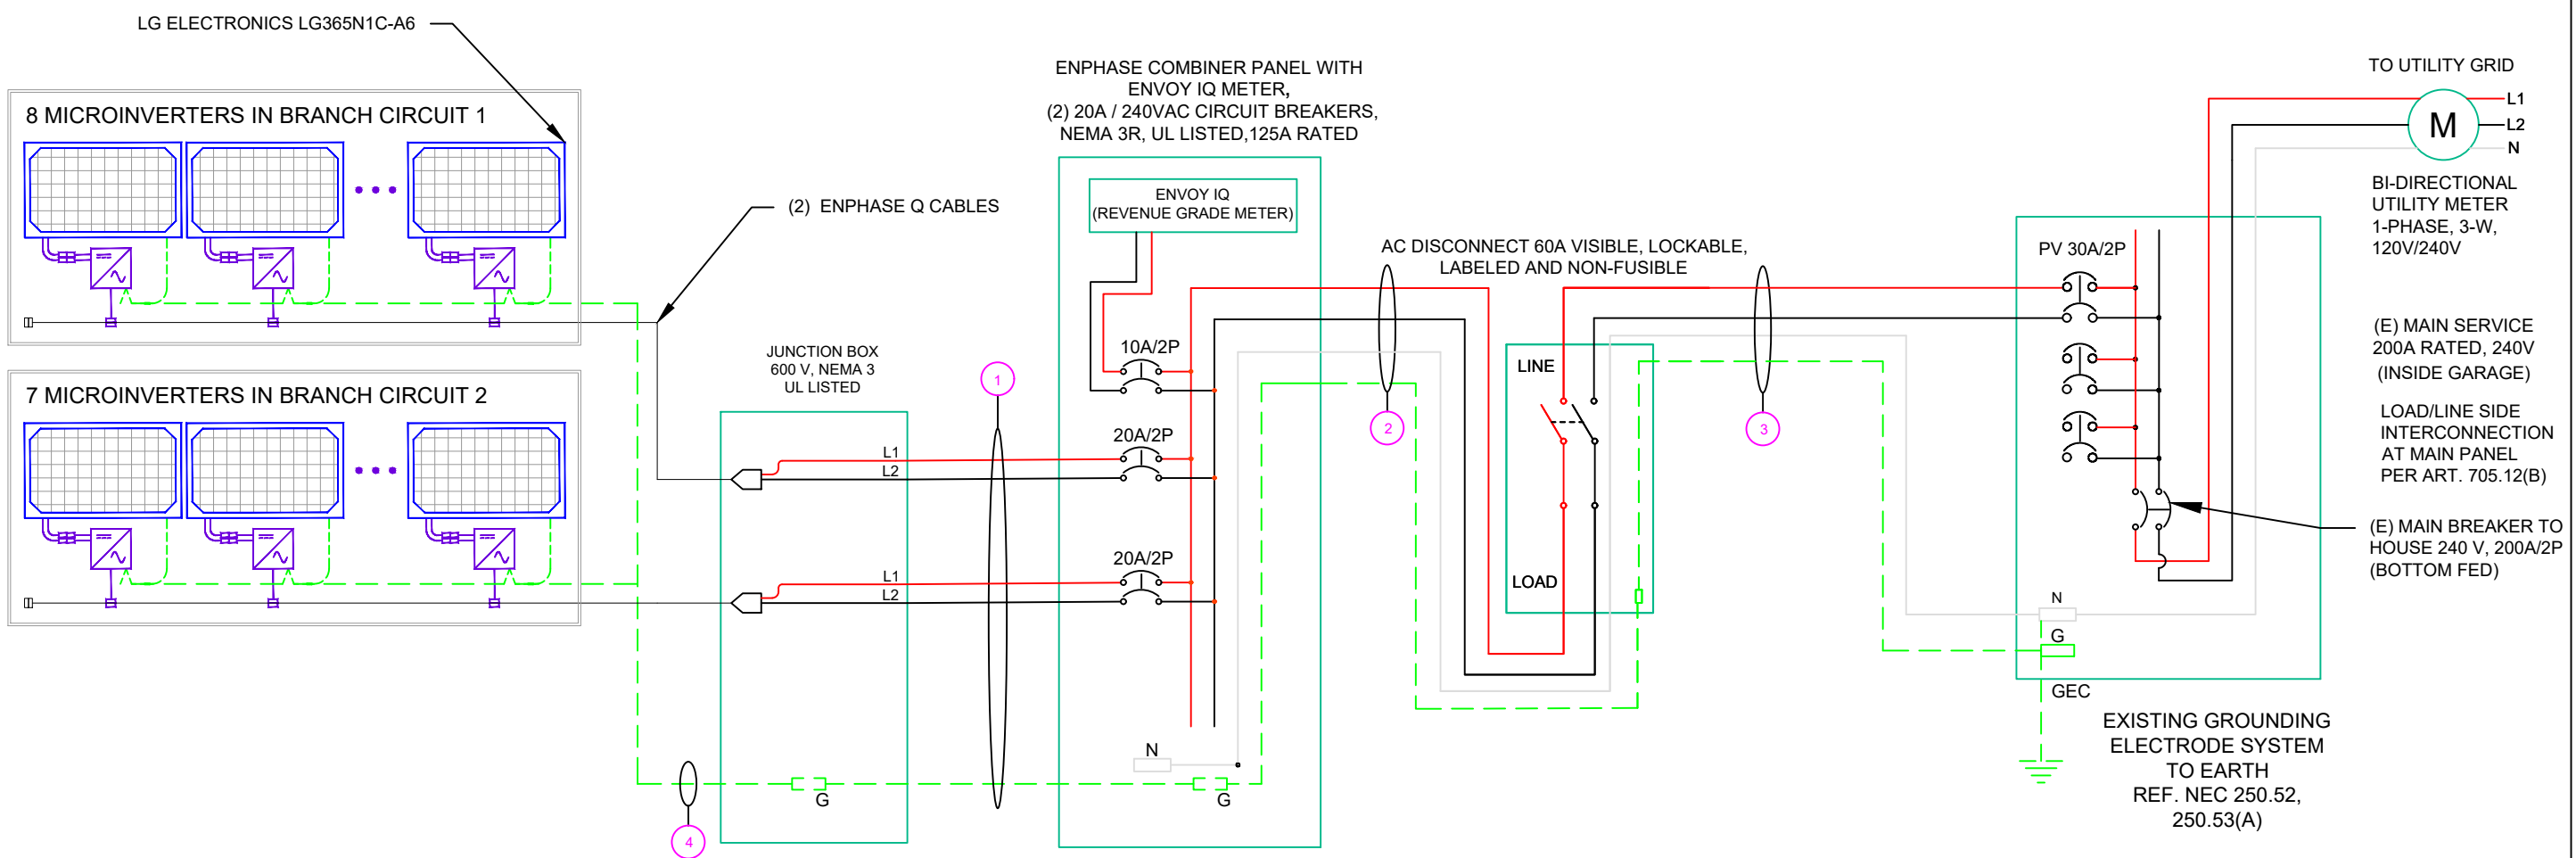 LG ELECTRONICS LG365N1C-A6
8 MICROINVERTERS IN BRANCH CIRCUIT 1
7 MICROINVERTERS IN BRANCH CIRCUIT 2
(2) ENPHASE Q CABLES
JUNCTION BOX
600 V, NEMA 3
UL LISTED
L1
L2
L1
L2
G
4
1
ENPHASE COMBINER PANEL WITH
ENVOY IQ METER,
(2) 20A / 240VAC CIRCUIT BREAKERS,
NEMA 3R, UL LISTED,125A RATED
ENVOY IQ
(REVENUE GRADE METER)
10A/2P
20A/2P
20A/2P
N
G
2
AC DISCONNECT 60A VISIBLE, LOCKABLE,
LABELED AND NON-FUSIBLE
LINE
LOAD
3
PV 30A/2P
N
G
GEC
EXISTING GROUNDING
ELECTRODE SYSTEM
TO EARTH
REF. NEC 250.52,
250.53(A)
TO UTILITY GRID
M
L1
L2
N
BI-DIRECTIONAL
UTILITY METER
1-PHASE, 3-W,
120V/240V
(E) MAIN SERVICE
200A RATED, 240V
(INSIDE GARAGE)
LOAD/LINE SIDE
INTERCONNECTION
AT MAIN PANEL
PER ART. 705.12(B)
(E) MAIN BREAKER TO
HOUSE 240 V, 200A/2P
(BOTTOM FED)